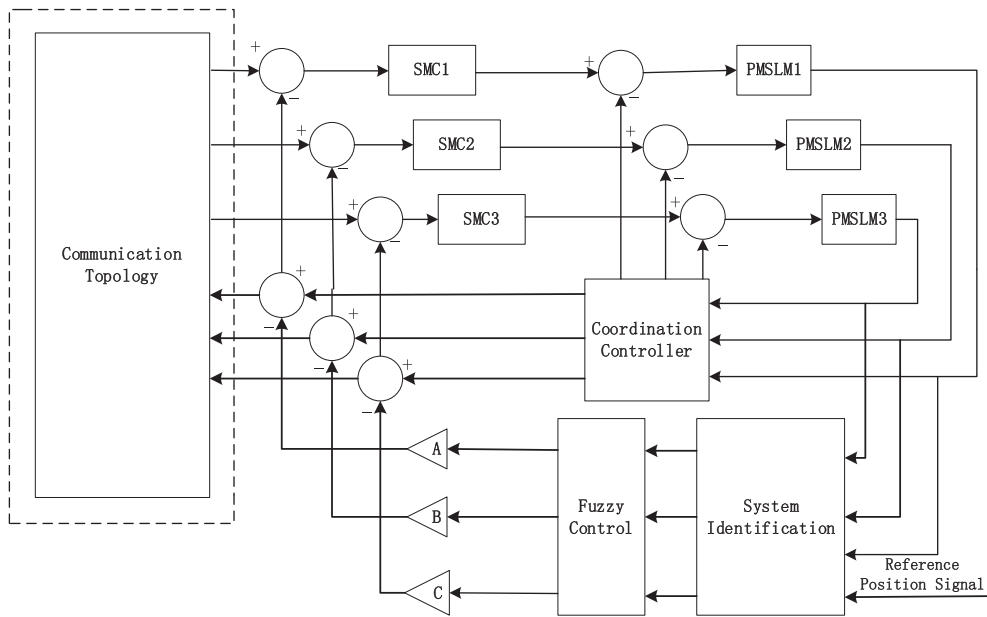 +
SMC1
+
PMSLM1
−
−
+
SMC2
+
PMSLM2
−
−
+
SMC3
+
PMSLM3
−
−
Communication
Topology
+
−
+
−
+
−
Coordination
Controller
A
B
C
Fuzzy
Control
System
Identification
Reference
Position Signal